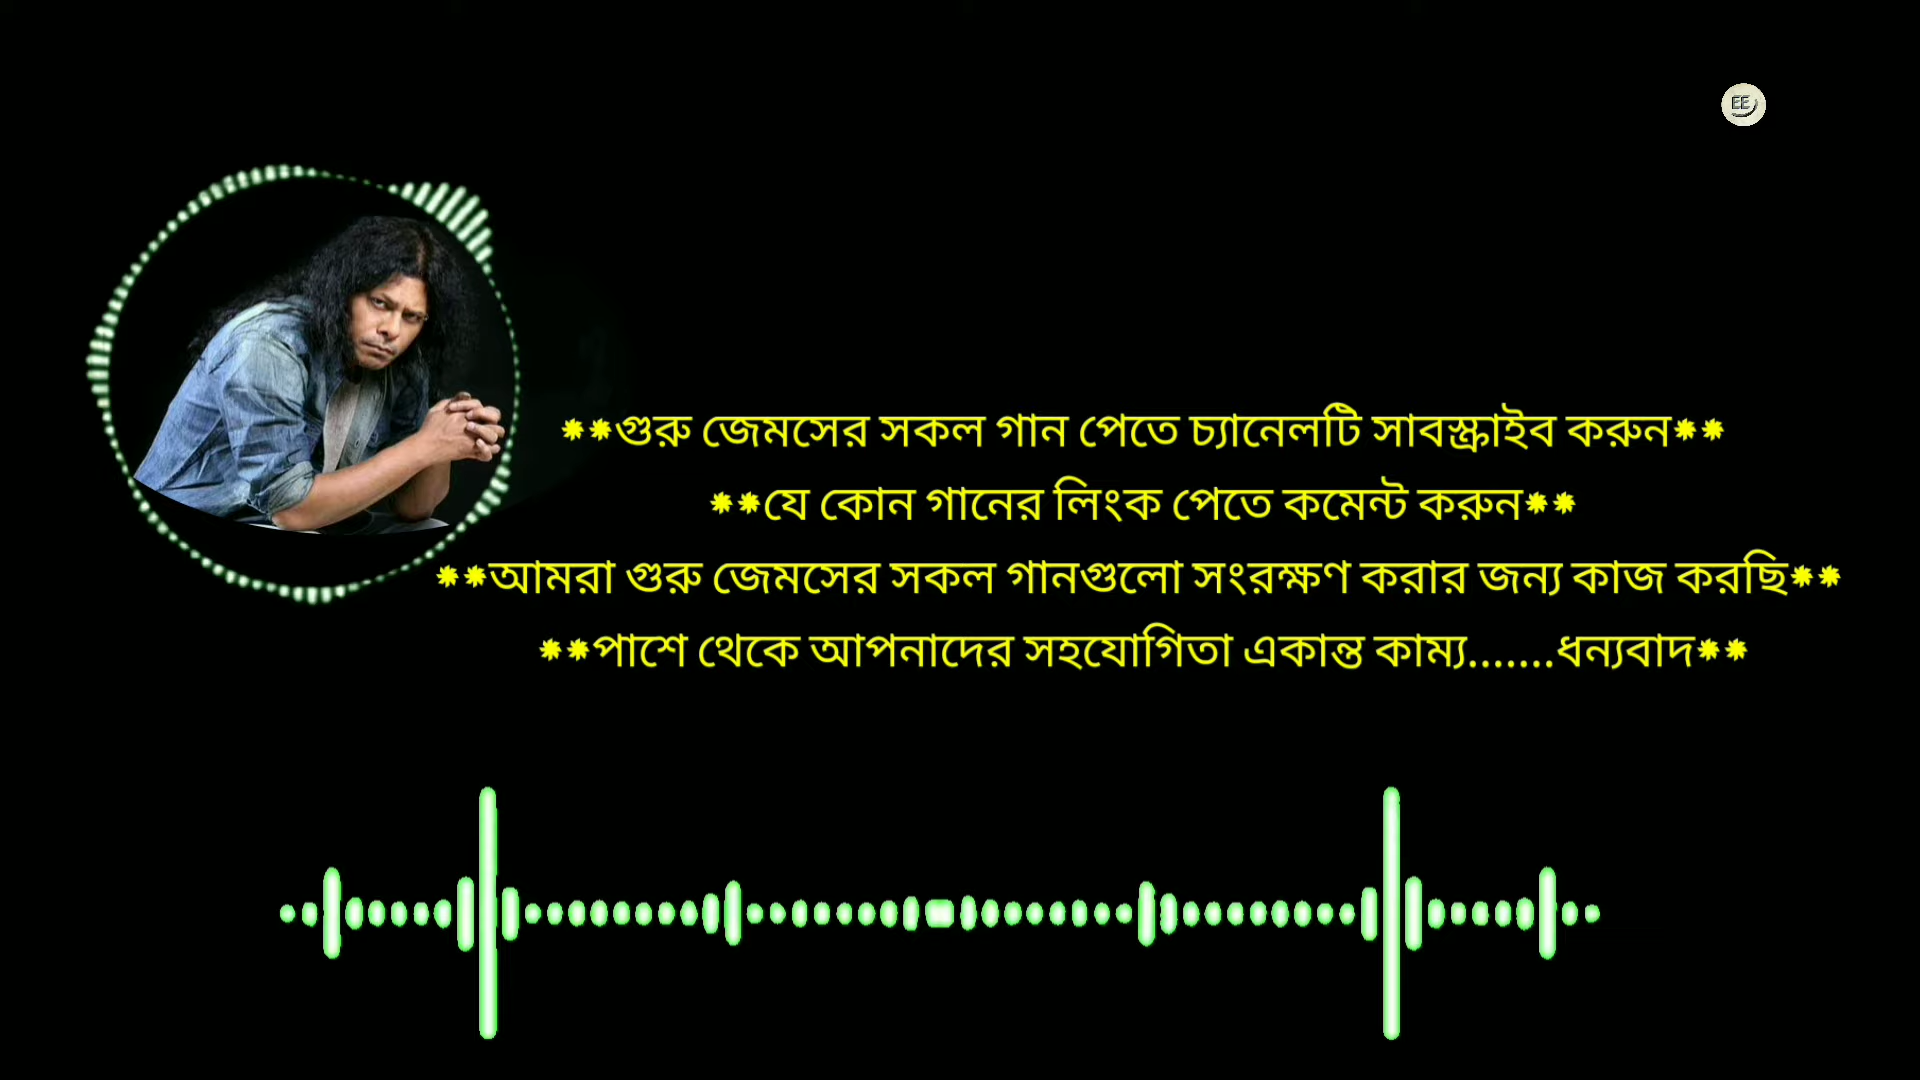 EE
**গুরু জেমসের সকল গান পেতে চ্যানেলটি সাবস্ক্রাইব করুন**
**যে কোন গানের লিংক পেতে কমেন্ট করুন**
**আমরা গুরু জেমসের সকল গানগুলো সংরক্ষণ করার জন্য কাজ করছি**
**পাশে থেকে আপনাদের সহযোগিতা একান্ত কাম্য.......ধন্যবাদ**